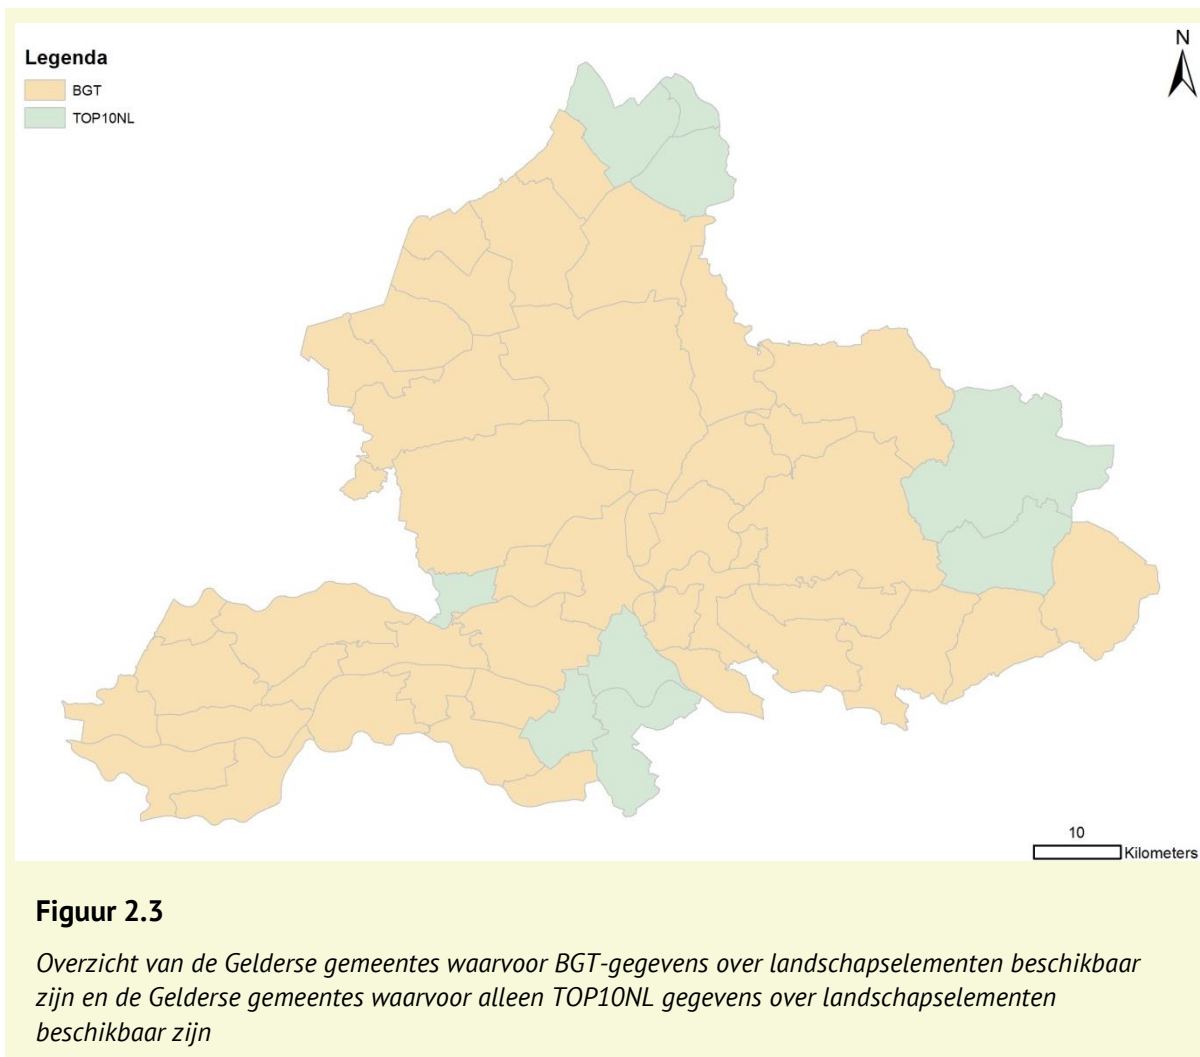 Legenda
BGT
TOP10NL
N
10
Kilometers
Figuur 2.3
Overzicht van de Gelderse gemeentes waarvoor BGT-gegevens over landschapselementen beschikbaar
zijn en de Gelderse gemeentes waarvoor alleen TOP10NL gegevens over landschapselementen
beschikbaar zijn